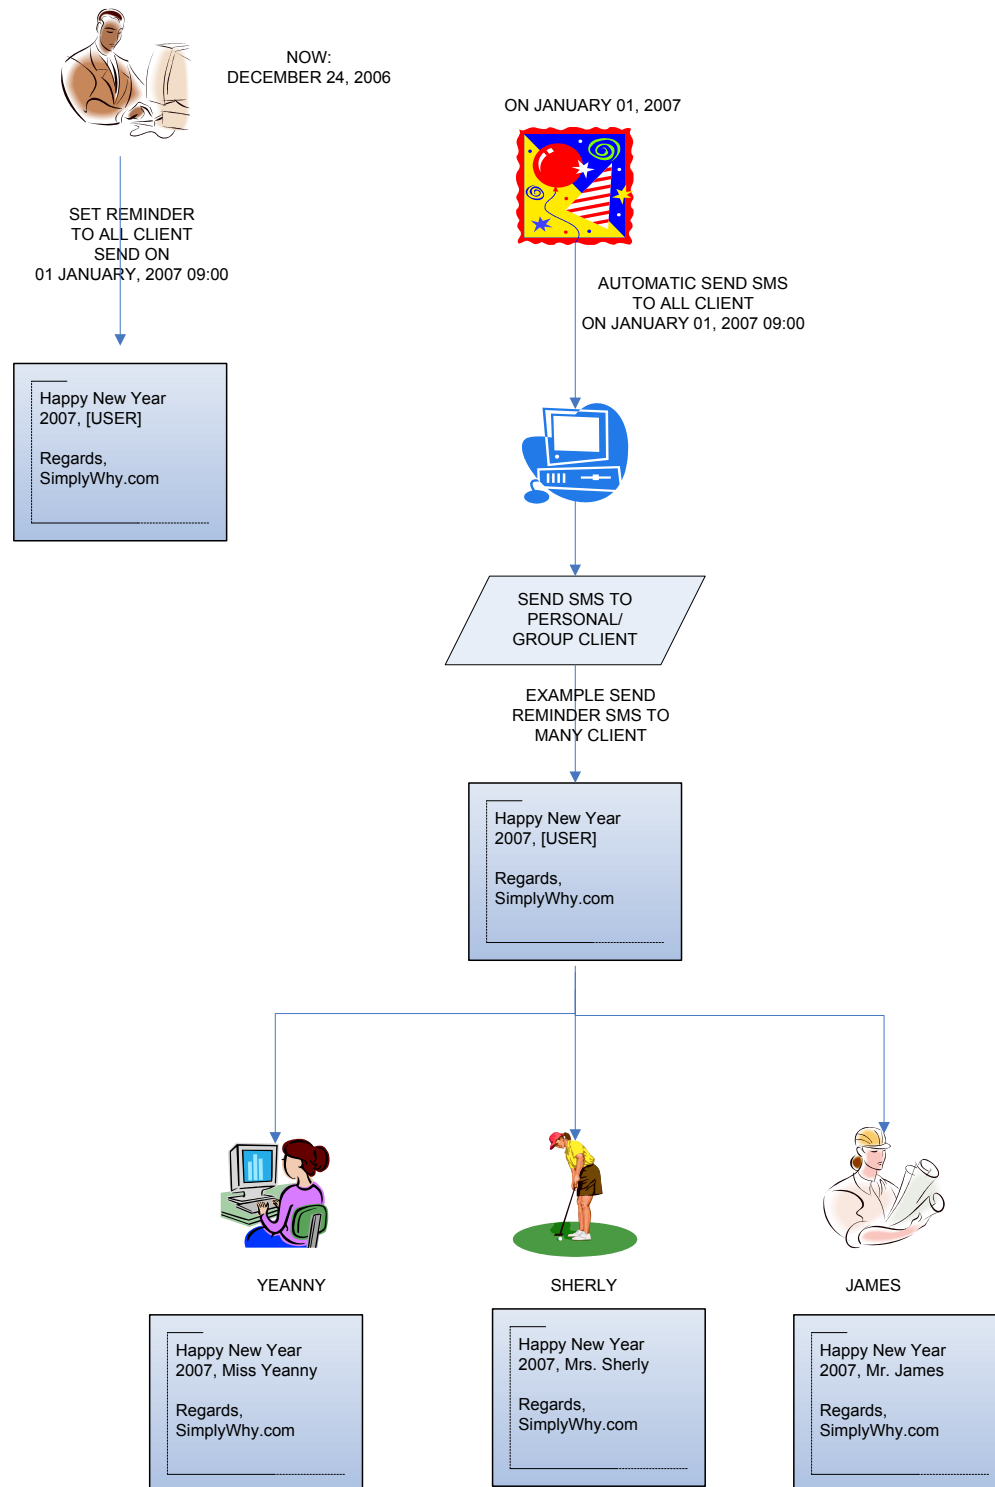 NOW:
DECEMBER 24, 2006
SET REMINDER
TO ALL CLIENT
SEND ON
01 JANUARY, 2007 09:00
Happy New Year
2007, [USER]
Regards,
SimplyWhy.com
ON JANUARY 01, 2007
AUTOMATIC SEND SMS
TO ALL CLIENT
ON JANUARY 01, 2007 09:00
SEND SMS TO
PERSONAL/
GROUP CLIENT
EXAMPLE SEND
REMINDER SMS TO
MANY CLIENT
Happy New Year
2007, [USER]
Regards,
SimplyWhy.com
YEANNY
Happy New Year
2007, Miss Yeanny
Regards,
SimplyWhy.com
SHERLY
Happy New Year
2007, Mrs. Sherly
Regards,
SimplyWhy.com
JAMES
Happy New Year
2007, Mr. James
Regards,
SimplyWhy.com